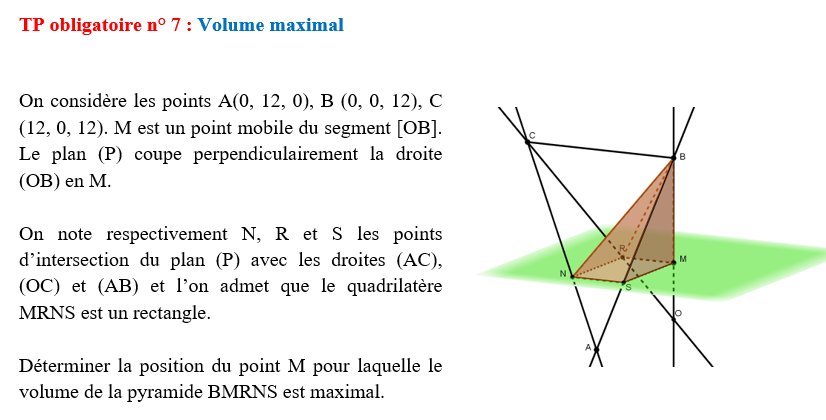 TP obligatoire n° 7 : Volume maximal
On considère les points A(0, 12, 0), B (0, 0, 12), C
(12, 0, 12). M est un point mobile du segment [OB].
Le plan (P) coupe perpendiculairement la droite
(OB) en M.
On note respectivement N, R et S les points
d’intersection du plan (P) avec les droites (AC),
(OC) et (AB) et l’on admet que le quadrilatère
MRNS est un rectangle.
Déterminer la position du point M pour laquelle le
volume de la pyramide BMRNS est maximal.
C
B
R
M
N
S
O
A